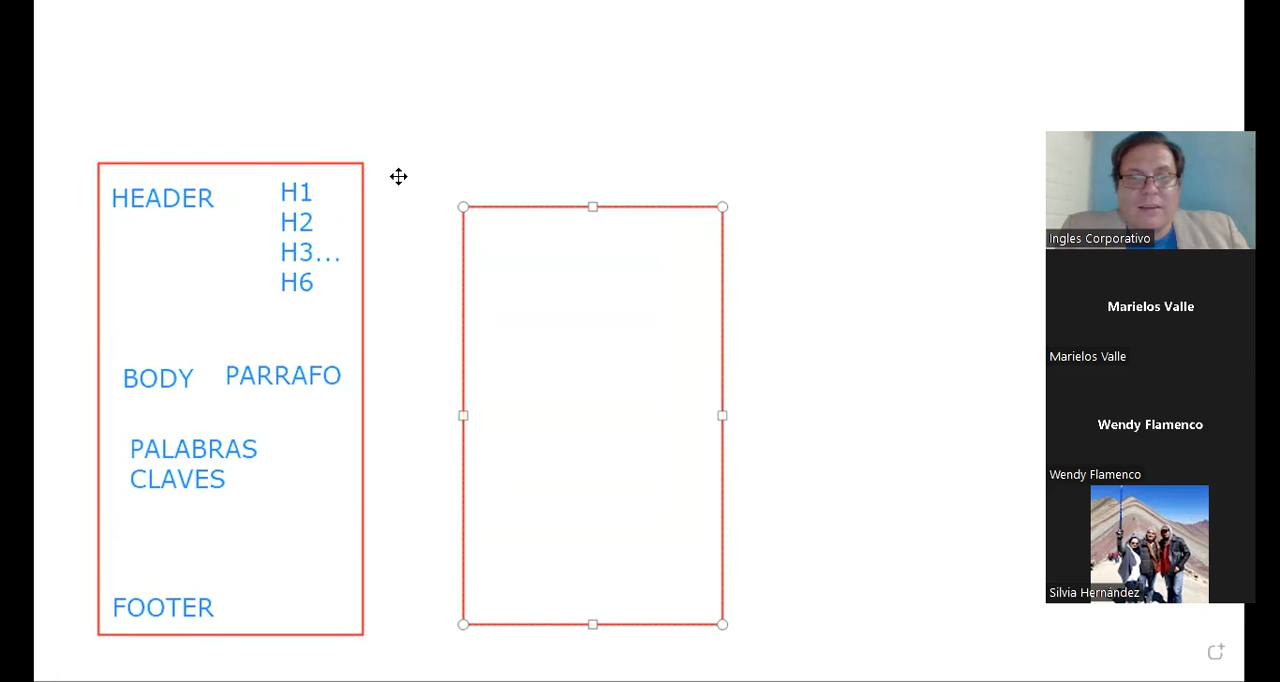 HEADER
H1
H2
H3...
H6
BODY
PARRAFO
PALABRAS
CLAVES
FOOTER
Ingles Corporativo
Marielos Valle
Marielos Valle
Wendy Flamenco
Wendy Flamenco
Silvia Hernández